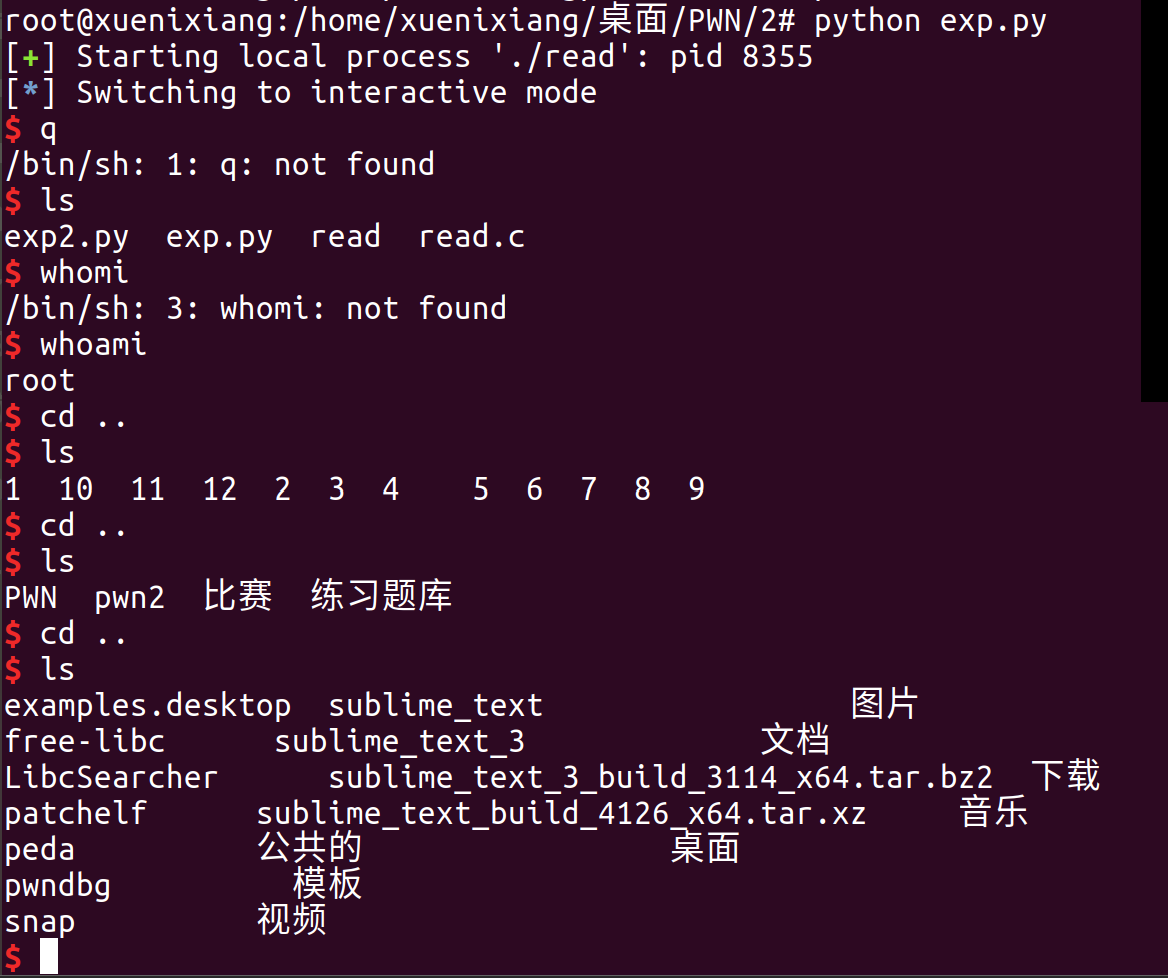 root@xuenixiang:/home/xuenixiang/桌面/PWN/2# python exp.py
[+] Starting local process './read': pid 8355
[*] Switching to interactive mode
$ q
/bin/sh: 1: q: not found
$ ls
exp2.py  exp.py  read  read.c
$ whomi
/bin/sh: 3: whomi: not found
$ whoami
root
$ cd ..
$ ls
1  10  11  12  2  3  4    5  6  7  8  9
$ cd ..
$ ls
PWN  pwn2  比赛  练习题库
$ cd ..
$ ls
examples.desktop  sublime_text                 图片
free-libc      sublime_text_3             文档
LibcSearcher      sublime_text_3_build_3114_x64.tar.bz2  下载
patchelf      sublime_text_build_4126_x64.tar.xz     音乐
peda          公共的                 桌面
pwndbg          模板
snap          视频
$